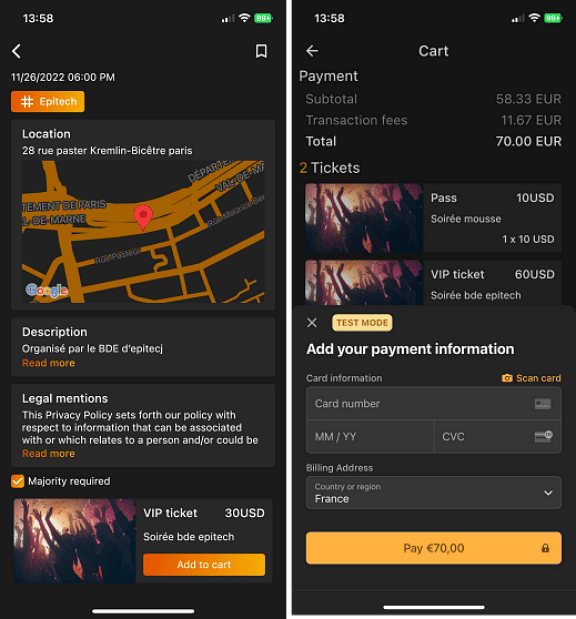 13:58
99+
11/26/2022 06:00 PM
# Epitech
Location
28 rue paster Kremlin-Bicêtre paris
DÉPARTE
VAL-DE-MAR
TEMENT DE PARIS
L-DE-MARNE
Rue Maurice Ber
Rue Pasteur
Google
Description
Organisé par le BDE d'epitecj
Read more
Legal mentions
This Privacy Policy sets forth our policy with
respect to information that can be associated
with or which relates to a person and/or could be
Read more
Majority required
VIP ticket 30USD
Soirée bde epitech
Add to cart
13:58
99+
Cart
Payment
Subtotal 58.33 EUR
Transaction fees 11.67 EUR
Total 70.00 EUR
2 Tickets
Pass 10USD
Soirée mousse
1 x 10 USD
VIP ticket 60USD
Soirée bde epitech
TEST MODE
Add your payment information
Card information Scan card
Card number
MM / YY CVC
Billing Address
Country or region
France
Pay €70,00